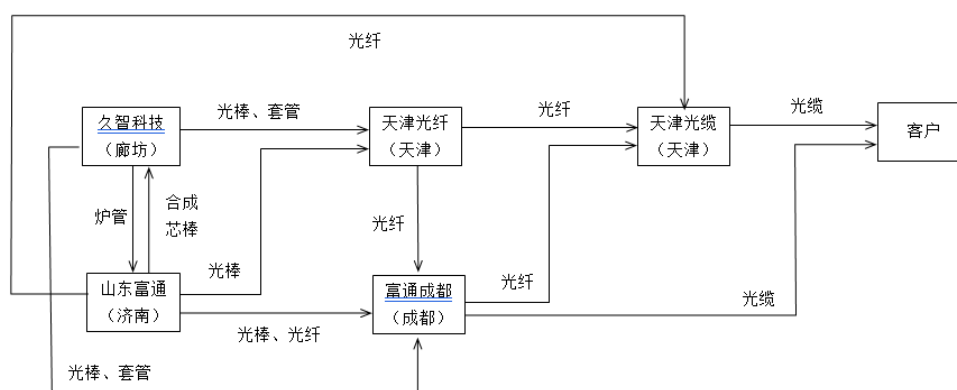 光纤
久智科技
（廊坊）
光棒、套管
天津光纤
（天津）
光纤
天津光缆
（天津）
光缆
客户
炉管
合成
芯棒
光纤
光棒
山东富通
（济南）
光棒、光纤
富通成都
（成都）
光纤
光缆
光棒、套管